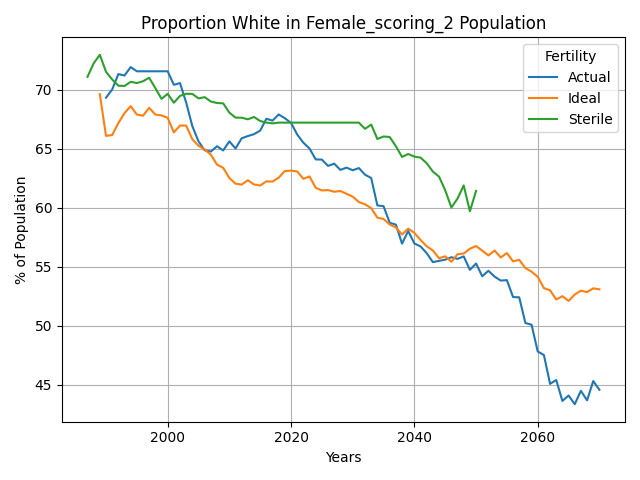 Proportion White in Female_scoring_2 Population
Fertility
Actual
Ideal
Sterile
% of Population
70
65
60
55
50
45
2000
2020
2040
2060
Years